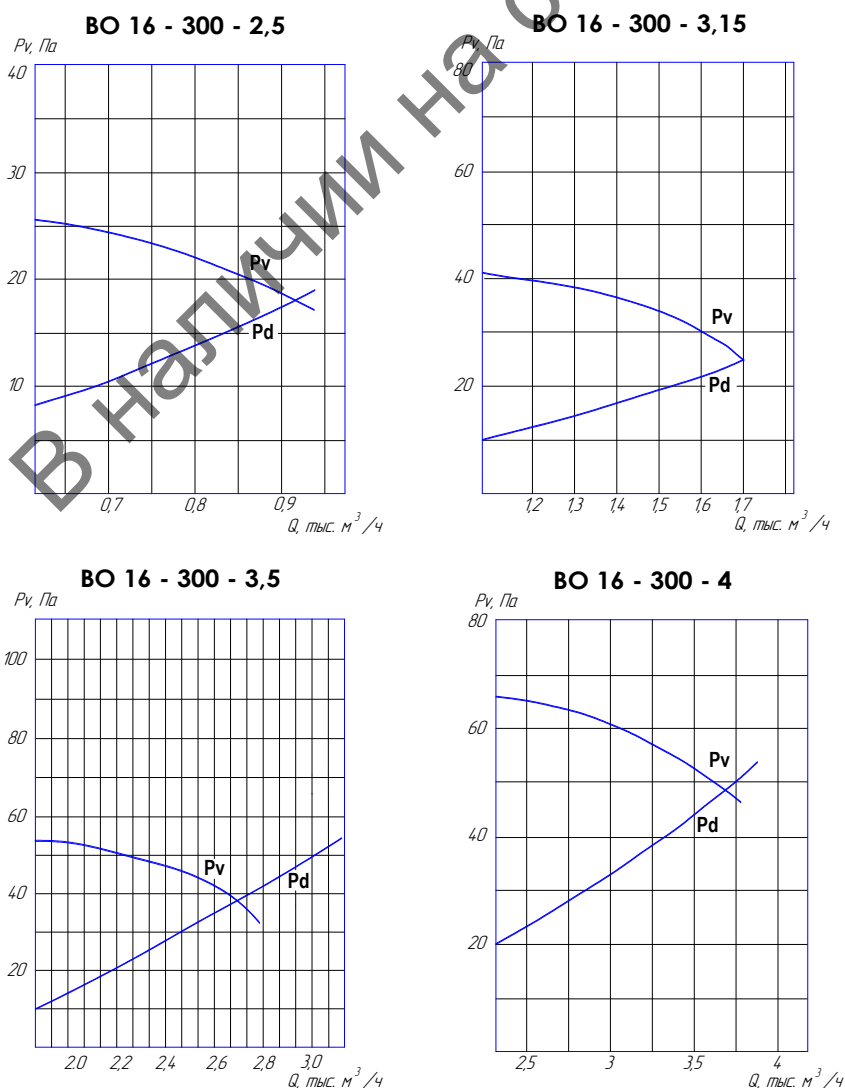 ВО 16 - 300 - 2,5
Pv, Па
40
30
20
10
Pv
Pd
0,7 0,8 0,9
Q, тыс. м³/ч
ВО 16 - 300 - 3,15
Pv, Па
80
60
40
20
Pv
Pd
1,2 1,3 1,4 1,5 1,6 1,7
Q, тыс. м³/ч
В наличии на
ВО 16 - 300 - 3,5
Pv, Па
100
80
60
40
20
Pv
Pd
2.0 2,2 2,4 2,6 2,8 3,0
Q, тыс. м³/ч
ВО 16 - 300 - 4
Pv, Па
80
60
40
20
Pv
Pd
2,5 3 3,5 4
Q, тыс. м³/ч